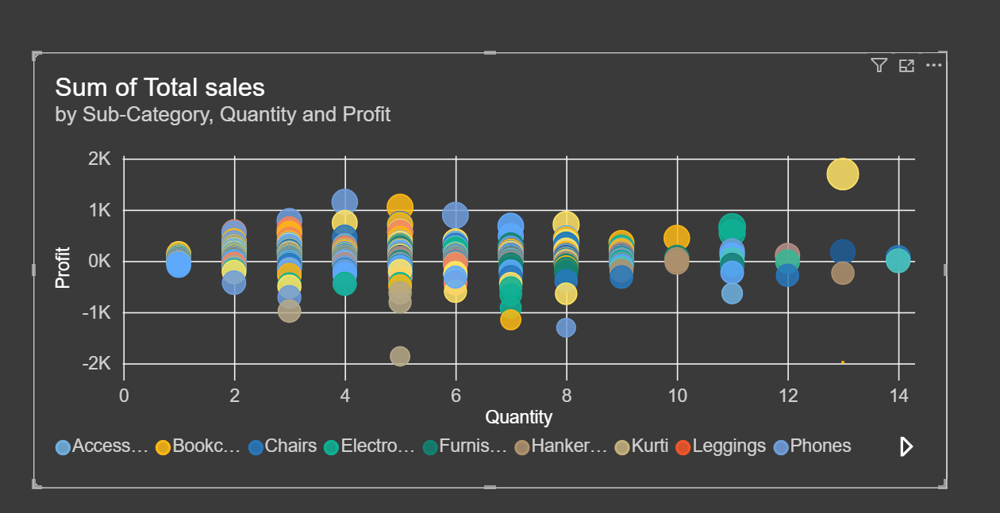 Sum of Total sales
by Sub-Category, Quantity and Profit
2K
1K
0K
-1K
-2K
Profit
0 2 4 6 8 10 12 14
Quantity
Access... Bookc... Chairs Electro... Furnis... Hanker... Kurti Leggings Phones